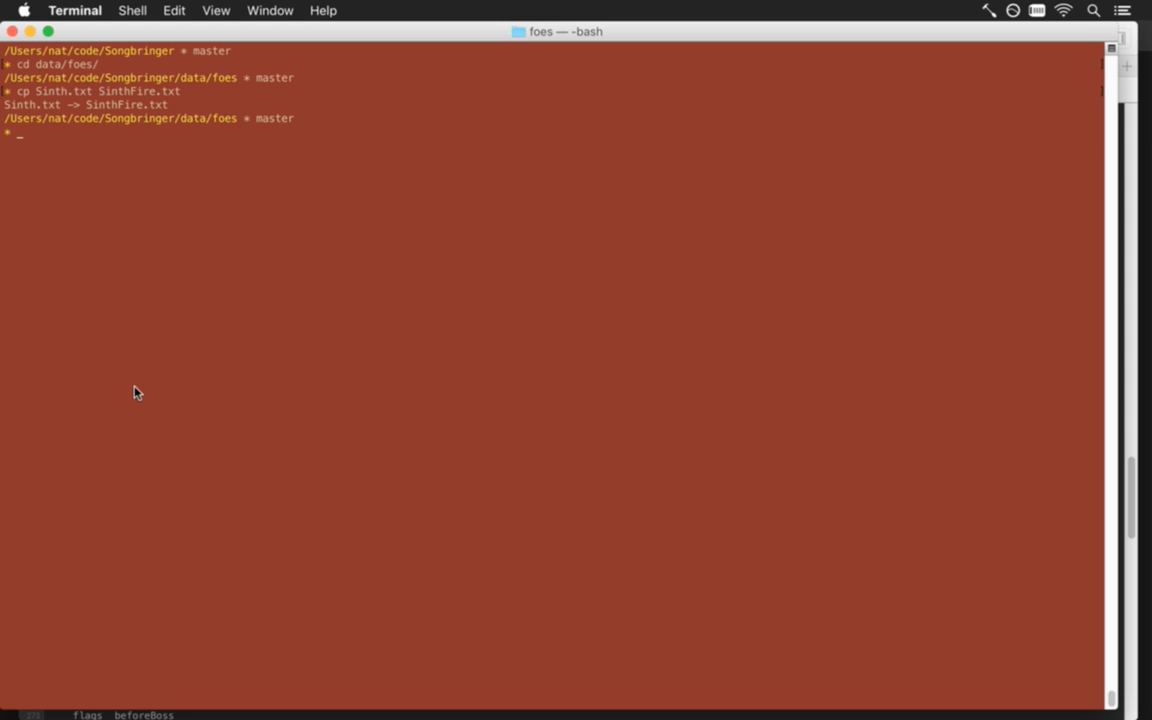 Terminal Shell Edit View Window Help
foes — -bash
/Users/nat/code/Songbringer * master
* cd data/foes/
/Users/nat/code/Songbringer/data/foes * master
* cp Sinth.txt SinthFire.txt
Sinth.txt -> SinthFire.txt
/Users/nat/code/Songbringer/data/foes * master
* _
flags beforeBoss